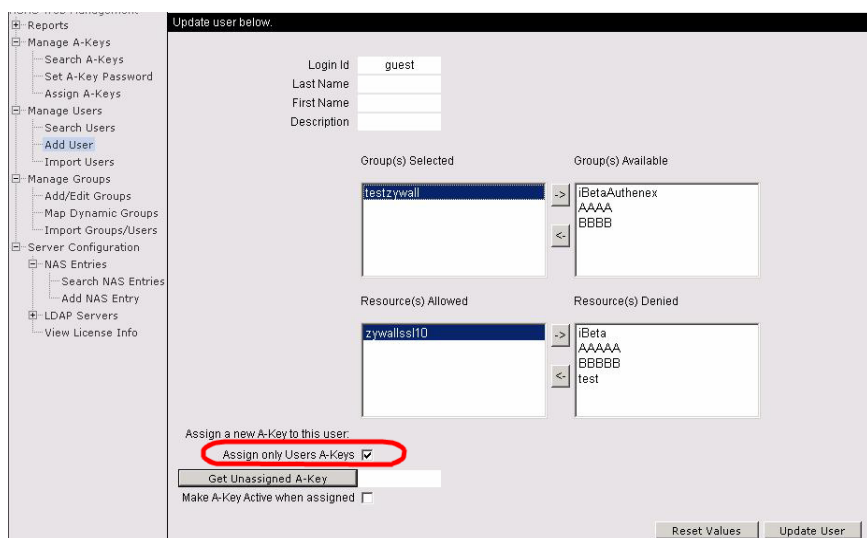 Reports
Manage A-Keys
Search A-Keys
Set A-Key Password
Assign A-Keys
Manage Users
Search Users
Add User
Import Users
Manage Groups
Add/Edit Groups
Map Dynamic Groups
Import Groups/Users
Server Configuration
NAS Entries
Search NAS Entries
Add NAS Entry
LDAP Servers
View License Info
Update user below.
Login Id guest
Last Name
First Name
Description
Group(s) Selected
testzywall
->
<-
Group(s) Available
iBetaAuthenex
AAAA
BBBB
Resource(s) Allowed
zywallssl10
->
<-
Resource(s) Denied
iBeta
AAAAA
BBBBB
test
Assign a new A-Key to this user:
Assign only Users A-Keys
Get Unassigned A-Key
Make A-Key Active when assigned
Reset Values
Update User